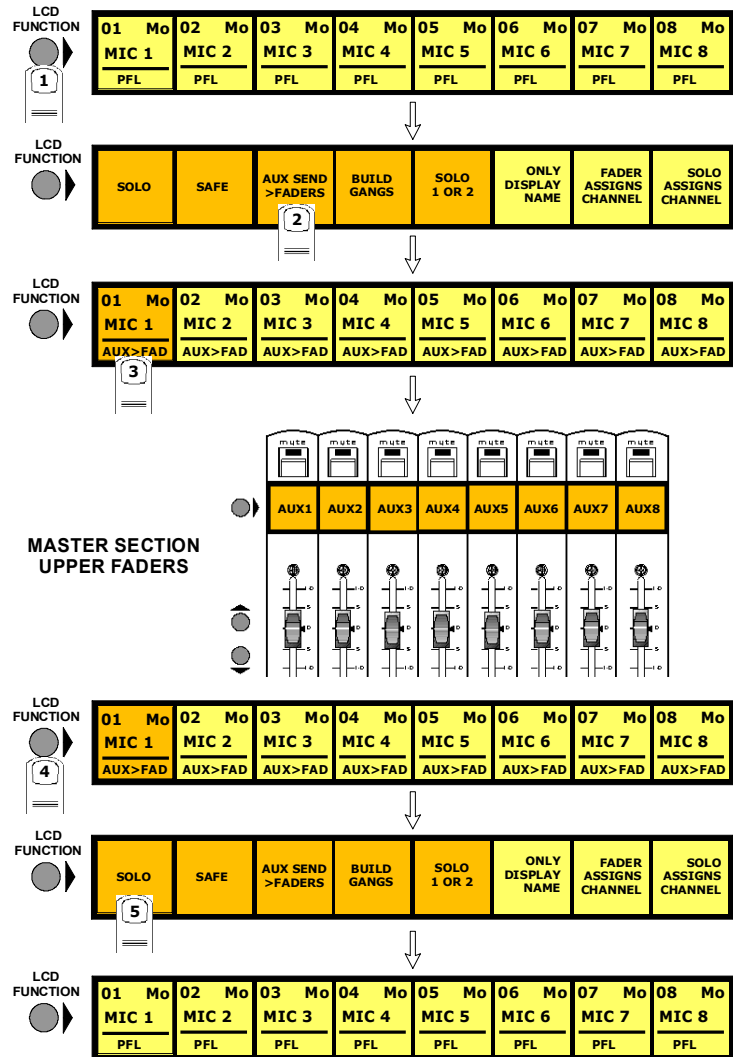 LCD
FUNCTION
01 Mo 02 Mo 03 Mo 04 Mo 05 Mo 06 Mo 07 Mo 08 Mo
MIC 1 MIC 2 MIC 3 MIC 4 MIC 5 MIC 6 MIC 7 MIC 8
PFL PFL PFL PFL PFL PFL PFL PFL
1
LCD
FUNCTION
SOLO
SAFE
AUX SEND
>FADERS
BUILD
GANGS
SOLO
1 OR 2
ONLY
DISPLAY
NAME
FADER
ASSIGNS
CHANNEL
SOLO
ASSIGNS
CHANNEL
2
LCD
FUNCTION
01 Mo 02 Mo 03 Mo 04 Mo 05 Mo 06 Mo 07 Mo 08 Mo
MIC 1 MIC 2 MIC 3 MIC 4 MIC 5 MIC 6 MIC 7 MIC 8
AUX>FAD AUX>FAD AUX>FAD AUX>FAD AUX>FAD AUX>FAD AUX>FAD AUX>FAD
3
mute mute mute mute mute mute mute mute
AUX1 AUX2 AUX3 AUX4 AUX5 AUX6 AUX7 AUX8
MASTER SECTION
UPPER FADERS
LCD
FUNCTION
01 Mo 02 Mo 03 Mo 04 Mo 05 Mo 06 Mo 07 Mo 08 Mo
MIC 1 MIC 2 MIC 3 MIC 4 MIC 5 MIC 6 MIC 7 MIC 8
AUX>FAD AUX>FAD AUX>FAD AUX>FAD AUX>FAD AUX>FAD AUX>FAD AUX>FAD
4
LCD
FUNCTION
SOLO
SAFE
AUX SEND
>FADERS
BUILD
GANGS
SOLO
1 OR 2
ONLY
DISPLAY
NAME
FADER
ASSIGNS
CHANNEL
SOLO
ASSIGNS
CHANNEL
5
LCD
FUNCTION
01 Mo 02 Mo 03 Mo 04 Mo 05 Mo 06 Mo 07 Mo 08 Mo
MIC 1 MIC 2 MIC 3 MIC 4 MIC 5 MIC 6 MIC 7 MIC 8
PFL PFL PFL PFL PFL PFL PFL PFL